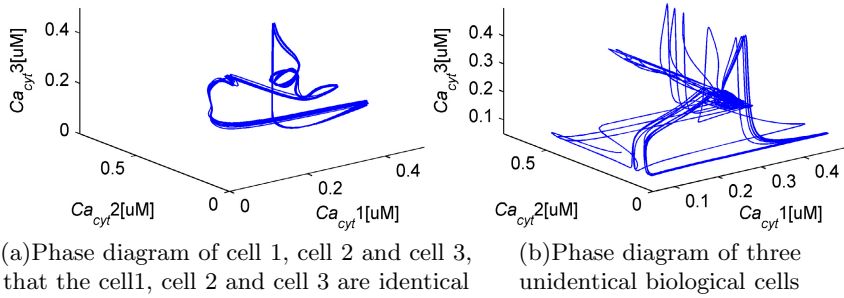 0.4
0.2
0
Ca_cyt3[uM]
0.5
0
Ca_cyt2[uM]
0
0.2
0.4
Ca_cyt1[uM]
0.4
0.3
0.2
0.1
Ca_cyt3[uM]
0.5
0
Ca_cyt2[uM]
0.1
0.2
0.3
0.4
Ca_cyt1[uM]
(a)Phase diagram of cell 1, cell 2 and cell 3,
that the cell1, cell 2 and cell 3 are identical
(b)Phase diagram of three
unidentical biological cells